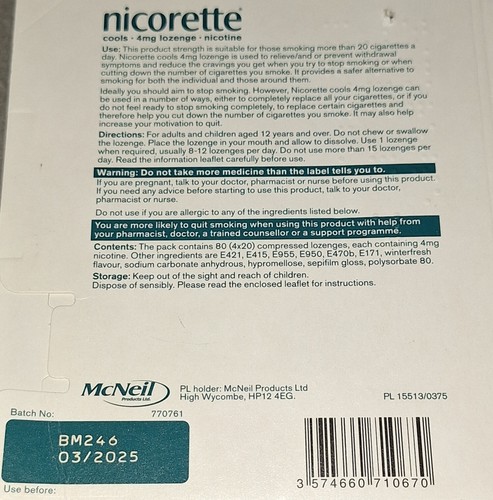 nicorette®
cools · 4mg lozenge · nicotine
Use: This product strength is suitable for those smoking more than 20 cigarettes a
day. Nicorette cools 4mg lozenge is used to relieve/and or prevent withdrawal
symptoms and reduce the cravings you get when you try to stop smoking or when
cutting down the number of cigarettes you smoke. It provides a safer alternative to
smoking for both the individual and those around them.
Ideally you should aim to stop smoking. However, Nicorette cools 4mg lozenge can
be used in a number of ways, either to completely replace all your cigarettes, or if you
do not feel ready to stop smoking completely, to replace certain cigarettes and
therefore help you cut down the number of cigarettes you smoke. It may also help
increase your motivation to quit.
Directions: For adults and children aged 12 years and over. Do not chew or swallow
the lozenge. Place the lozenge in your mouth and allow to dissolve. Use 1 lozenge
when required, usually 8-12 lozenges per day. Do not use more than 15 lozenges per
day. Read the information leaflet carefully before use.
Warning: Do not take more medicine than the label tells you to.
If you are pregnant, talk to your doctor, pharmacist or nurse before using this product.
If you need any advice before starting to use this product, talk to your doctor,
pharmacist or nurse.
Do not use if you are allergic to any of the ingredients listed below.
You are more likely to quit smoking when using this product with help from
your pharmacist, doctor, a trained counsellor or a support programme.
Contents: The pack contains 80 (4x20) compressed lozenges, each containing 4mg
nicotine. Other ingredients are E421, E415, E955, E950, E470b, E171, winterfresh
flavour, sodium carbonate anhydrous, hypromellose, sepifilm gloss, polysorbate 80.
Storage: Keep out of the sight and reach of children.
Dispose of sensibly. Please read the enclosed leaflet for instructions.
McNeil
Products Ltd
PL holder: McNeil Products Ltd
High Wycombe, HP12 4EG.
PL 15513/0375
Batch No:
770761
BM246
03/2025
Use before:
3 574660 710670